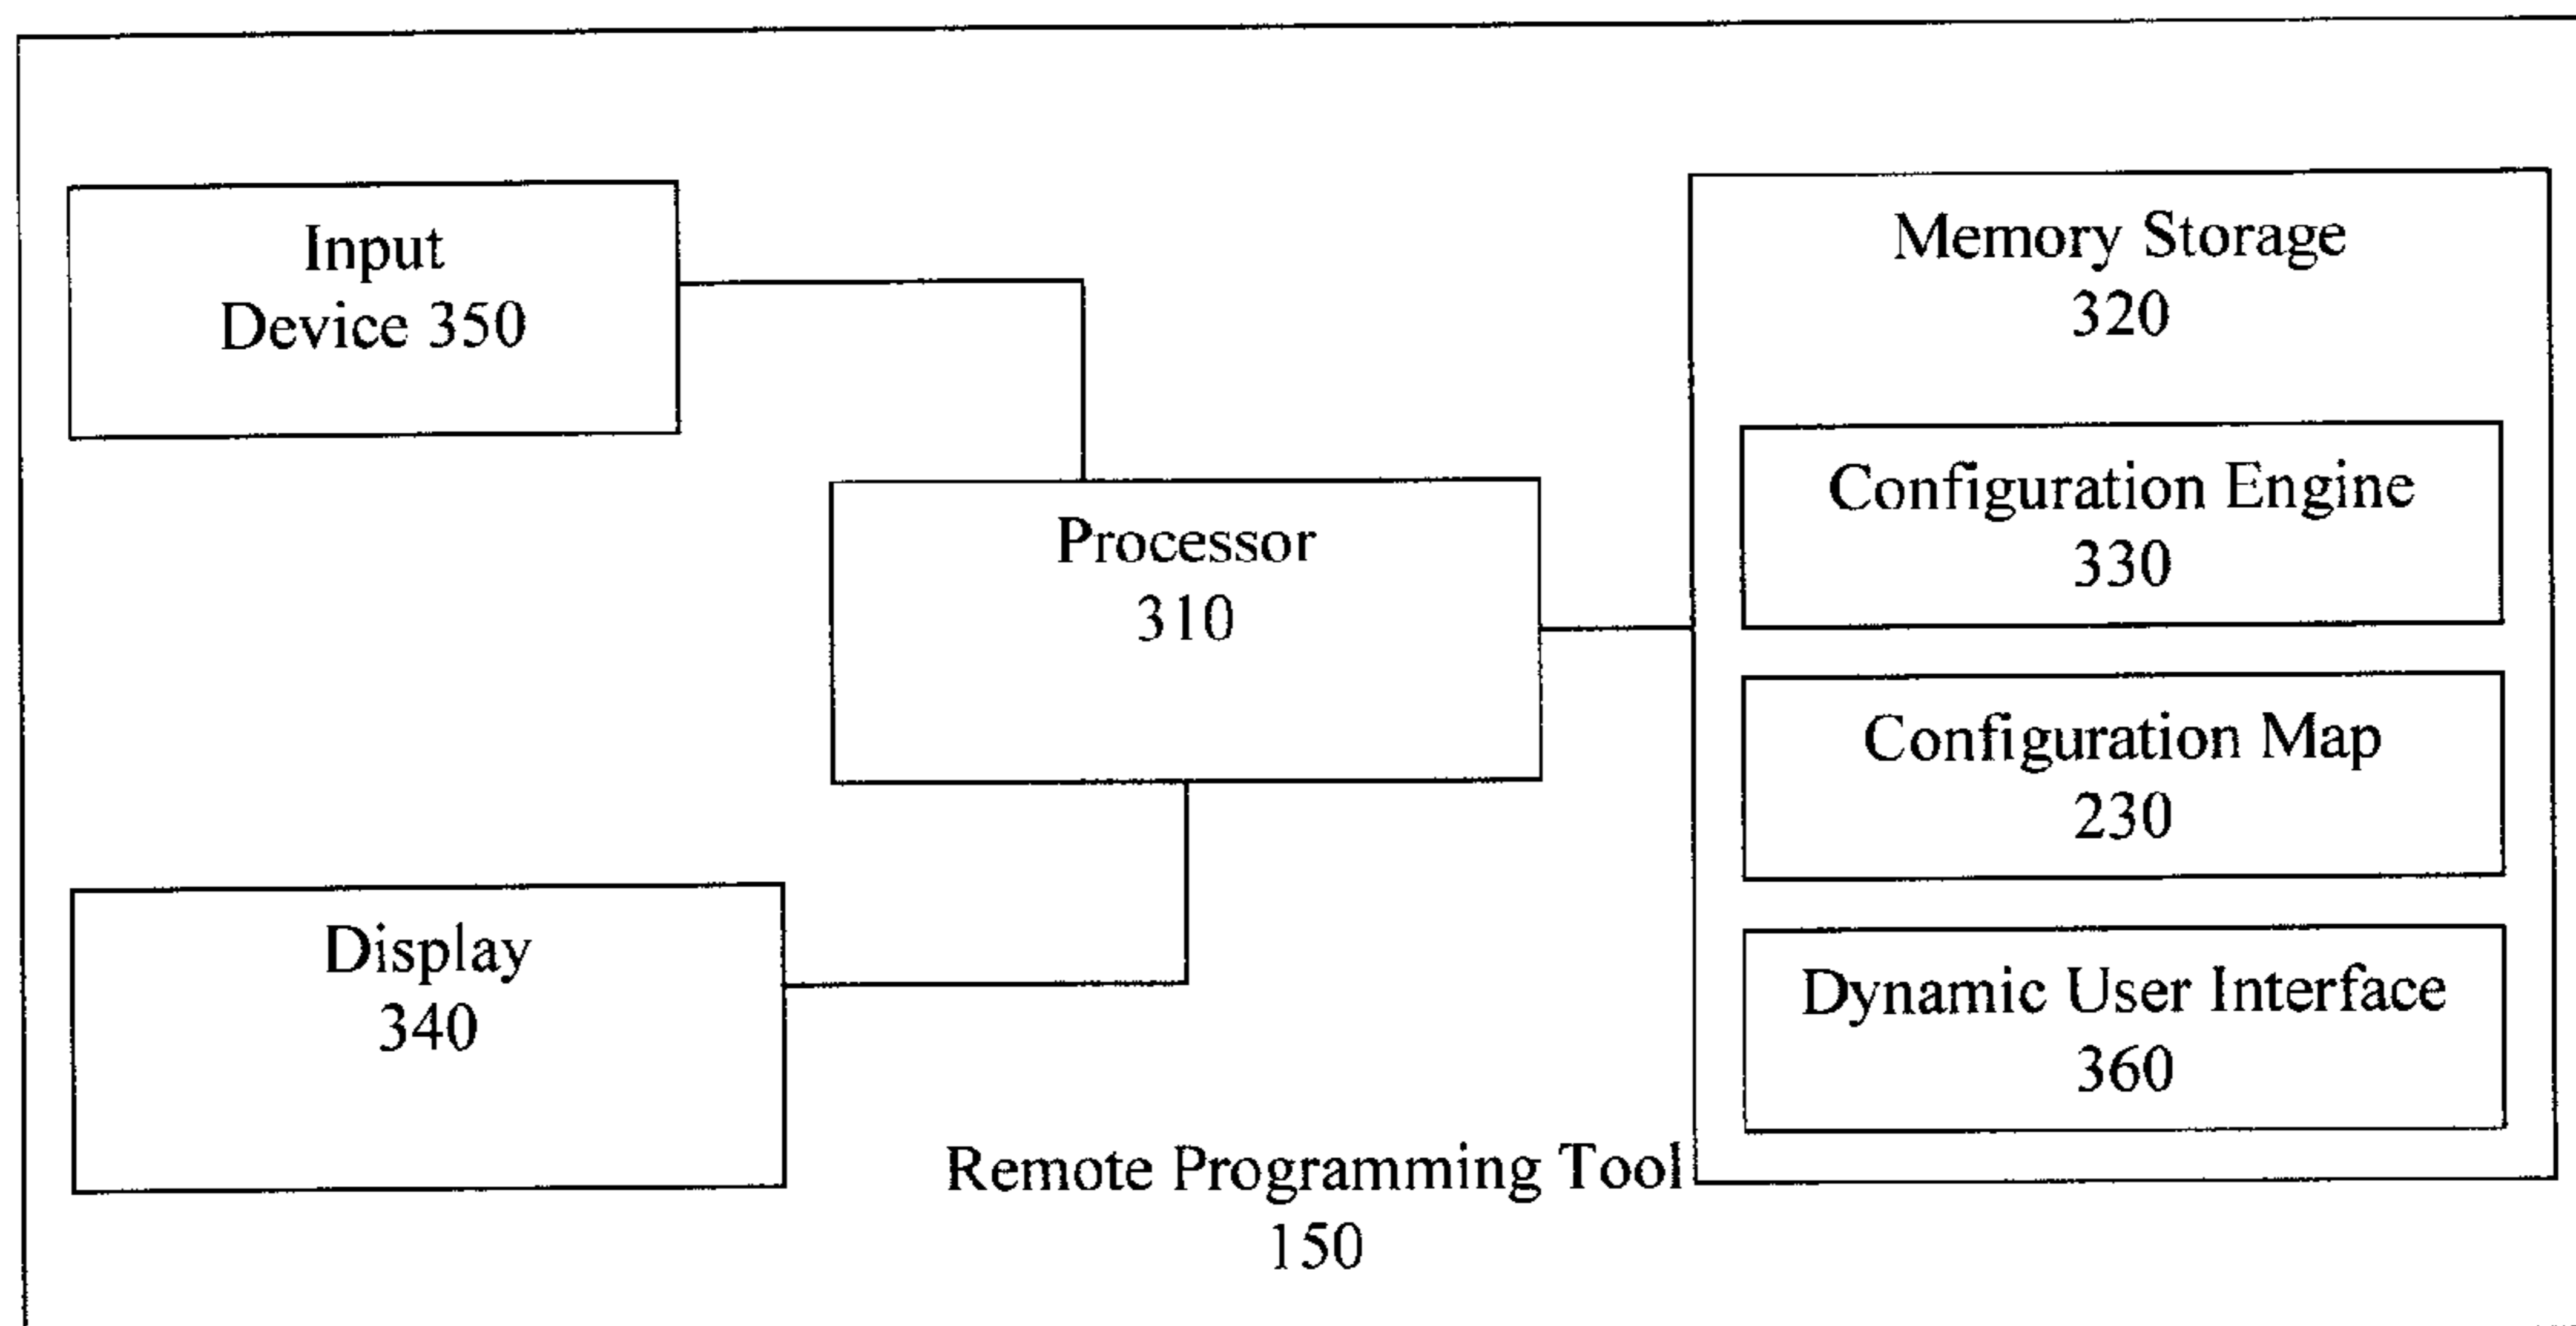 Input
Device 350
Memory Storage
320
Configuration Engine
330
Processor
310
Configuration Map
230
Display
340
Dynamic User Interface
360
Remote Programming Tool
150